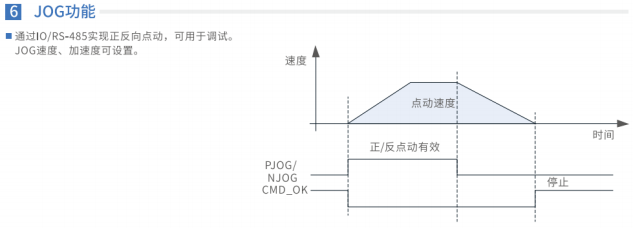 6 JOG功能
通过IO/RS-485实现正反向点动，可用于调试。
JOG速度、加速度可设置。
速度
点动速度
时间
正/反点动有效
PJOG/
NJOG
CMD_OK
停止